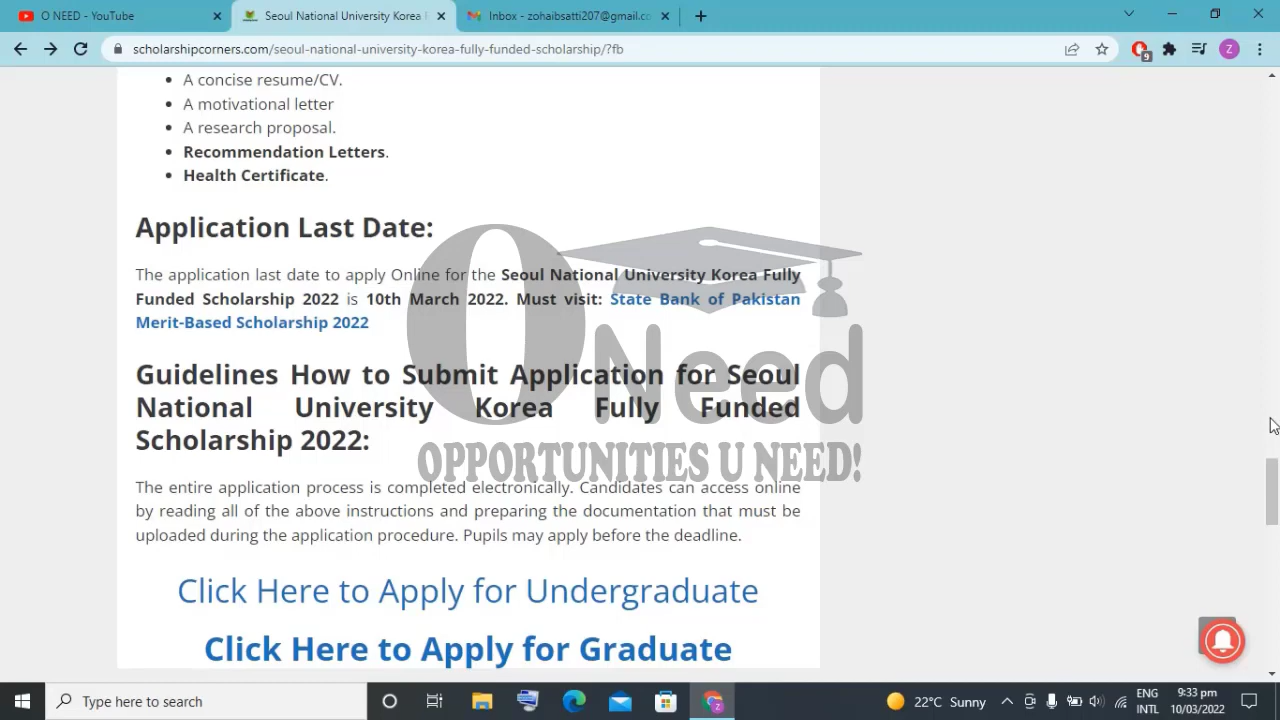 O NEED - YouTube
Seoul National University Korea F
Inbox - zohaibsatti207@gmail.co
scholarshipcorners.com/seoul-national-university-korea-fully-funded-scholarship/?fb
9
Z
A concise resume/CV.
A motivational letter
A research proposal.
Recommendation Letters.
Health Certificate.
Application Last Date:
The application last date to apply Online for the Seoul National University Korea Fully
Funded Scholarship 2022 is 10th March 2022. Must visit: State Bank of Pakistan
Merit-Based Scholarship 2022
Guidelines How to Submit Application for Seoul
National University Korea Fully Funded
Scholarship 2022:
O Need
OPPORTUNITIES U NEED!
The entire application process is completed electronically. Candidates can access online
by reading all of the above instructions and preparing the documentation that must be
uploaded during the application procedure. Pupils may apply before the deadline.
Click Here to Apply for Undergraduate
Click Here to Apply for Graduate
Type here to search
Z
22°C Sunny
ENG
INTL
9:33 pm
10/03/2022